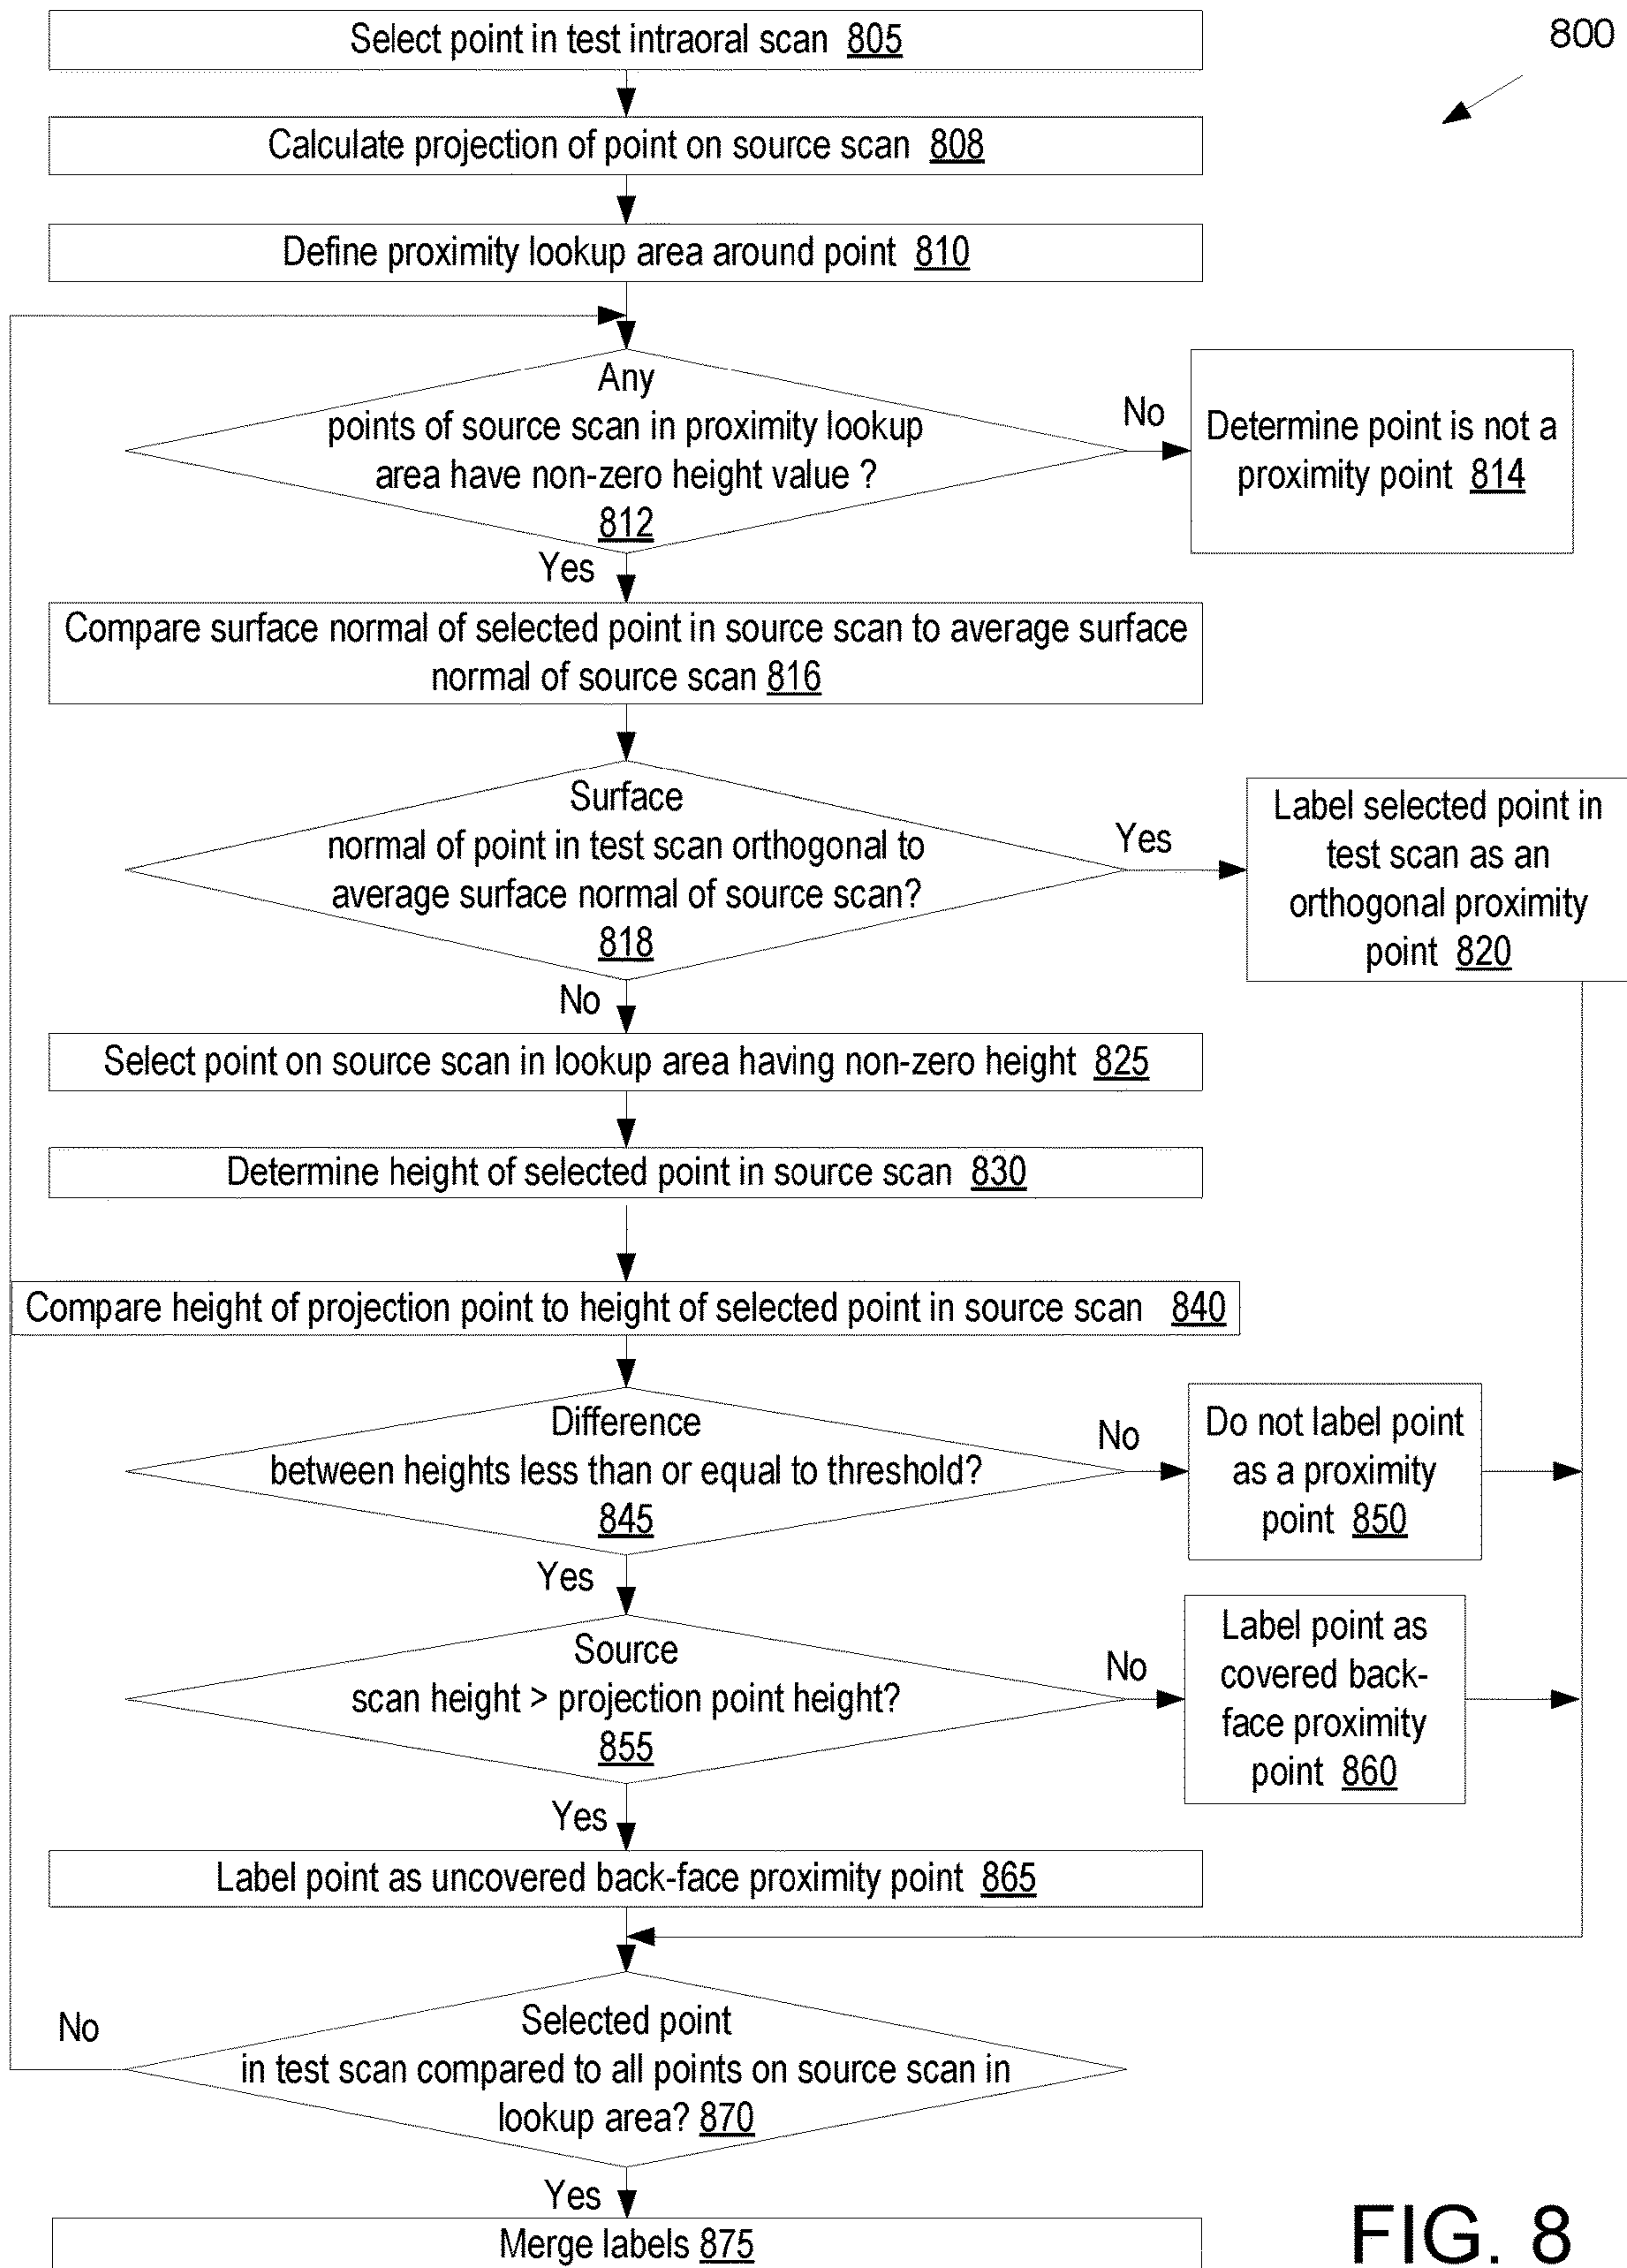 800
Select point in test intraoral scan 805
Calculate projection of point on source scan 808
Define proximity lookup area around point 810
Any
points of source scan in proximity lookup
area have non-zero height value ?
812
No
Determine point is not a
proximity point 814
Yes
Compare surface normal of selected point in source scan to average surface
normal of source scan 816
Surface
normal of point in test scan orthogonal to
average surface normal of source scan?
818
Yes
Label selected point in
test scan as an
orthogonal proximity
point 820
No
Select point on source scan in lookup area having non-zero height 825
Determine height of selected point in source scan 830
Compare height of projection point to height of selected point in source scan 840
Difference
between heights less than or equal to threshold?
845
No
Do not label point
as a proximity
point 850
Yes
Source
scan height > projection point height?
855
No
Label point as
covered back-
face proximity
point 860
Yes
Label point as uncovered back-face proximity point 865
Selected point
in test scan compared to all points on source scan in
lookup area? 870
No
Yes
Merge labels 875
FIG. 8